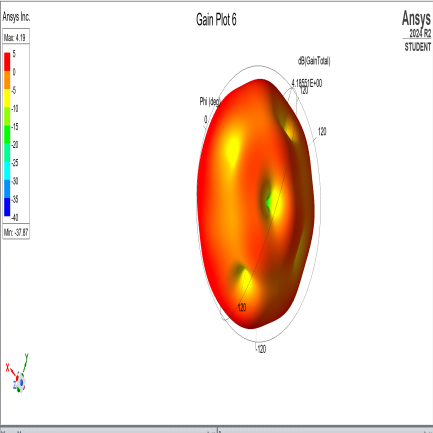 Ansys Inc.
Gain Plot 6
Ansys
2024 R2
STUDENT
Max: 4.19
5
0
-5
-10
-15
-20
-25
-30
-35
-40
Min: -37.87
dB(GainTotal)
4.18551E+00
120
Phi (deg)
0
120
120
-120
X
Y
Z